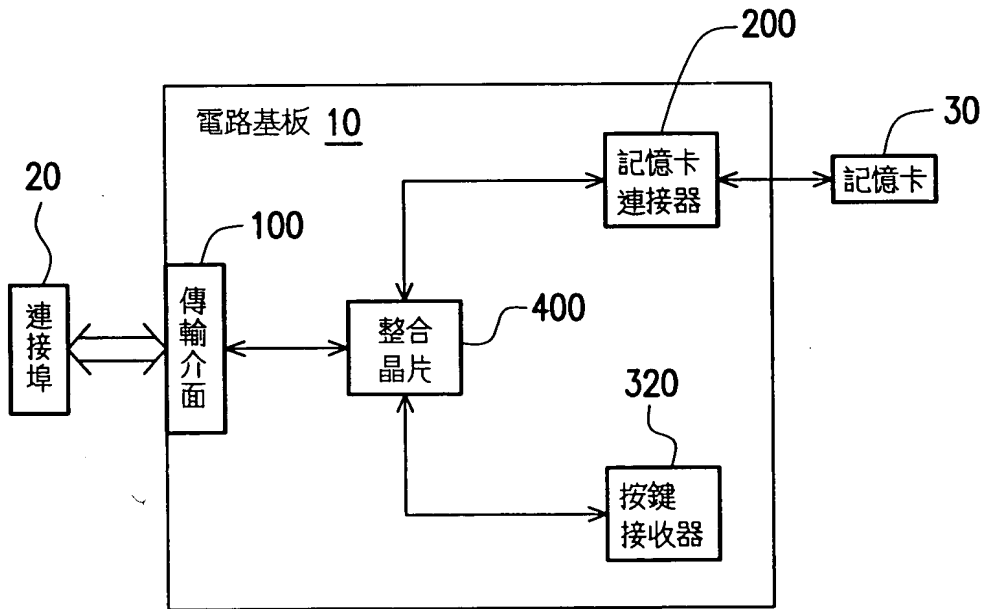 200
電路基板 10
30
記憶卡
連接器
記憶卡
20
100
連接埠
傳輸介面
整合
晶片
400
320
按鍵
接收器